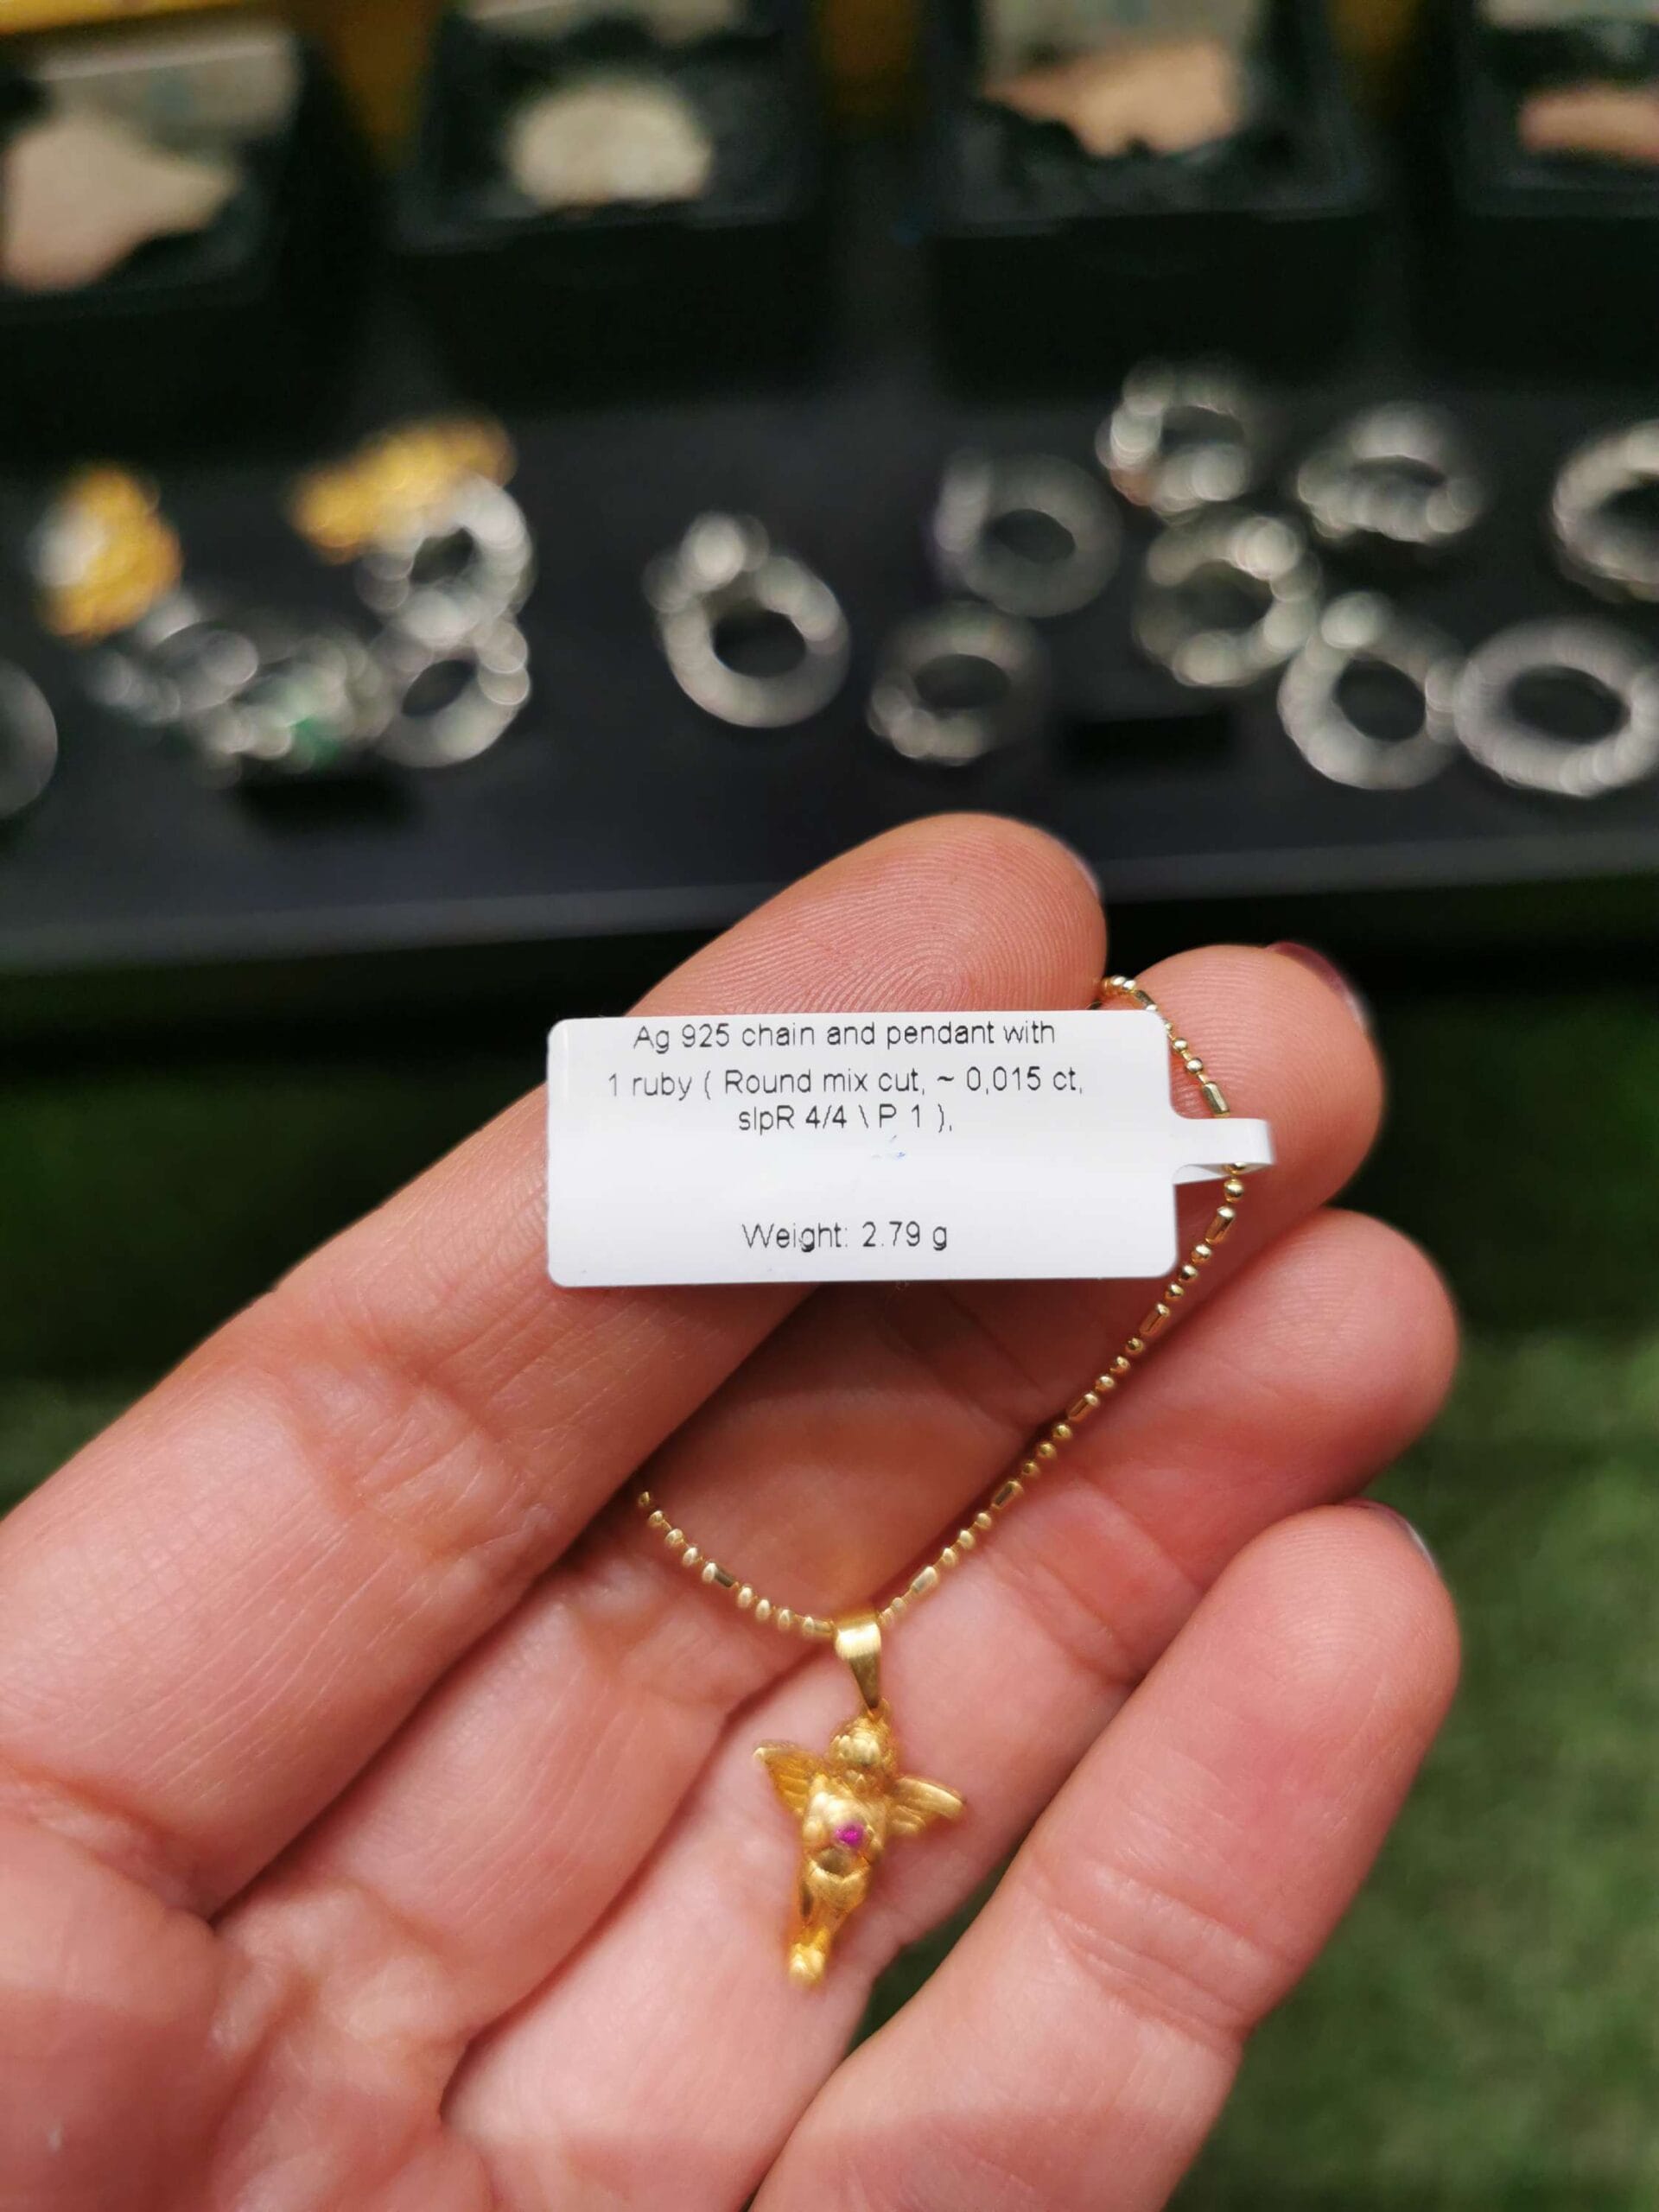 Ag 925 chain and pendant with
1 ruby ( Round mix cut, ~ 0,015 ct,
slpR 4/4 \ P 1 ),
Weight: 2.79 g